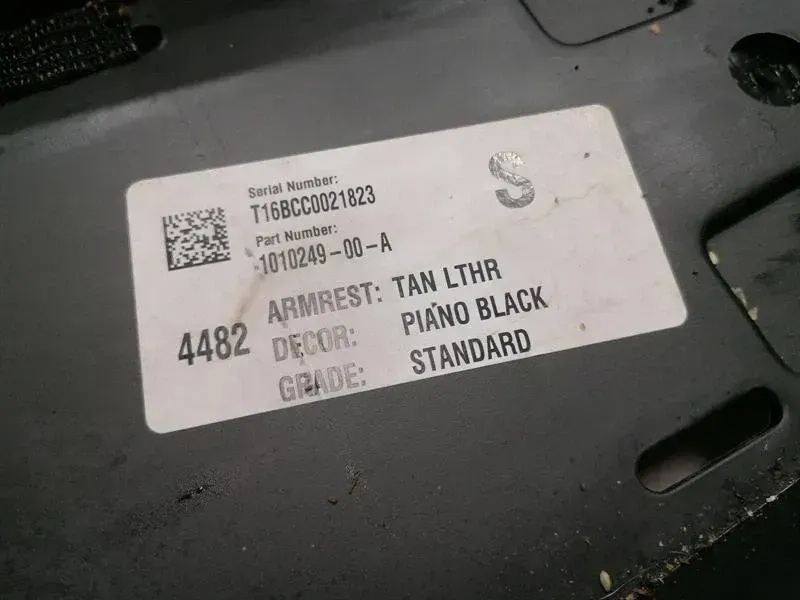 Serial Number:
T16BCC0021823
Part Number:
1010249-00-A
S
4482
ARMREST: TAN LTHR
DECOR: PIANO BLACK
GRADE: STANDARD